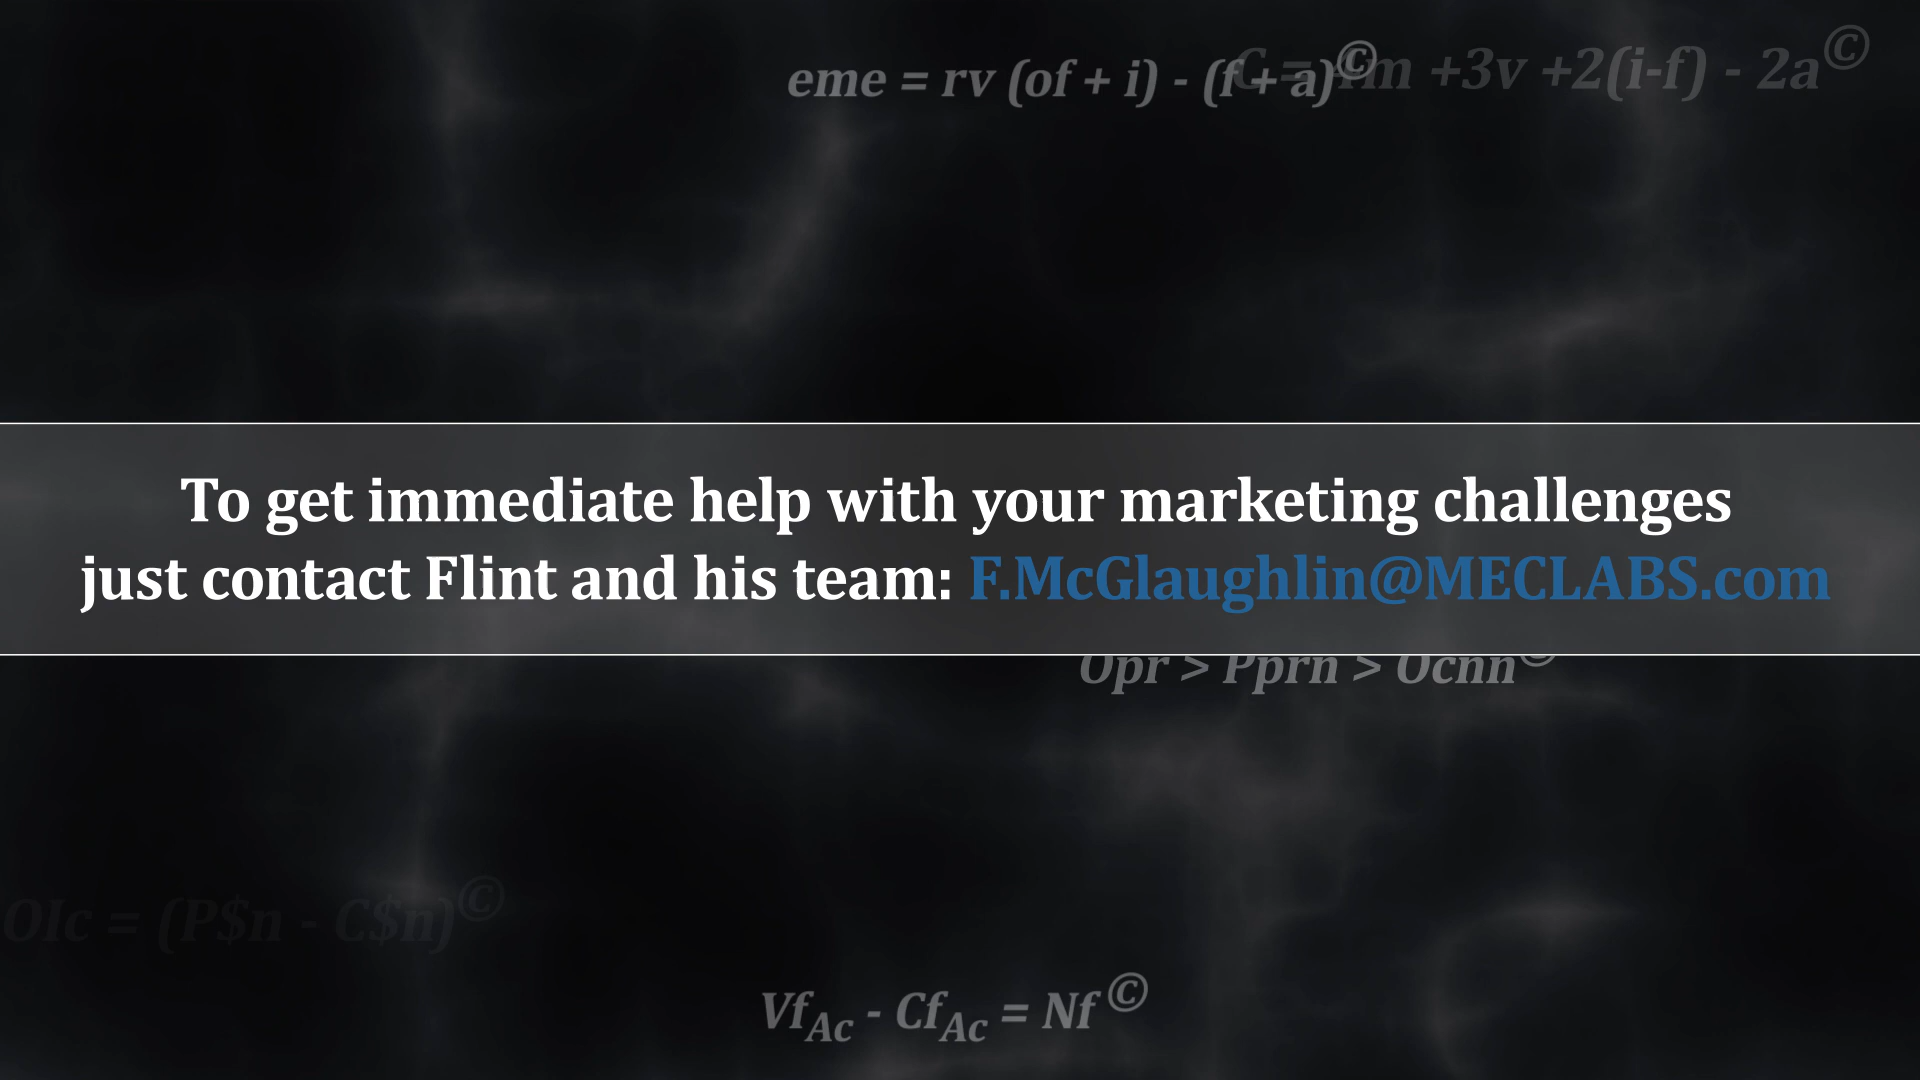 eme = rv (of + i) - (f + a)©
C = 4m +3v +2(i-f) - 2a©
To get immediate help with your marketing challenges
just contact Flint and his team: F.McGlaughlin@MECLABS.com
Opr > Pprn > Ocnn©
OIc = (P$n - C$n)©
VfAc - CfAc = Nf ©